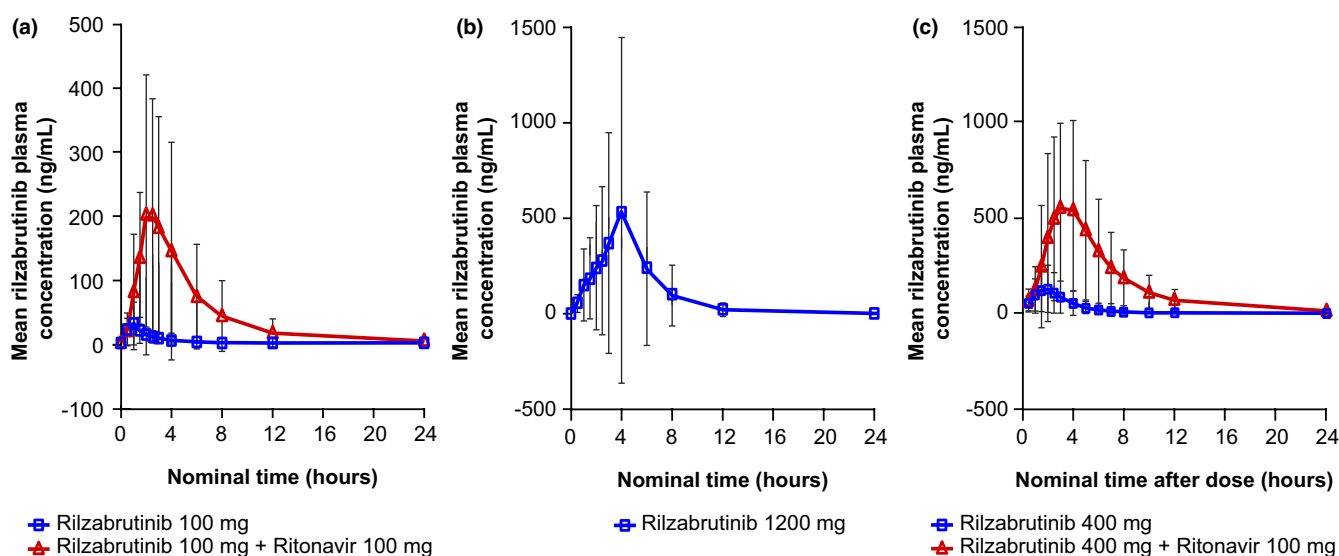 (a)
Mean rilzabrutinib plasma
concentration (ng/mL)
500
400
300
200
100
0
-100
0 4 8 12 16 20 24
Nominal time (hours)
Rilzabrutinib 100 mg
Rilzabrutinib 100 mg + Ritonavir 100 mg
(b)
Mean rilzabrutinib plasma
concentration (ng/mL)
1500
1000
500
0
-500
0 4 8 12 16 20 24
Nominal time (hours)
Rilzabrutinib 1200 mg
(c)
Mean rilzabrutinib plasma
concentration (ng/mL)
1500
1000
500
0
-500
0 4 8 12 16 20 24
Nominal time after dose (hours)
Rilzabrutinib 400 mg
Rilzabrutinib 400 mg + Ritonavir 100 mg